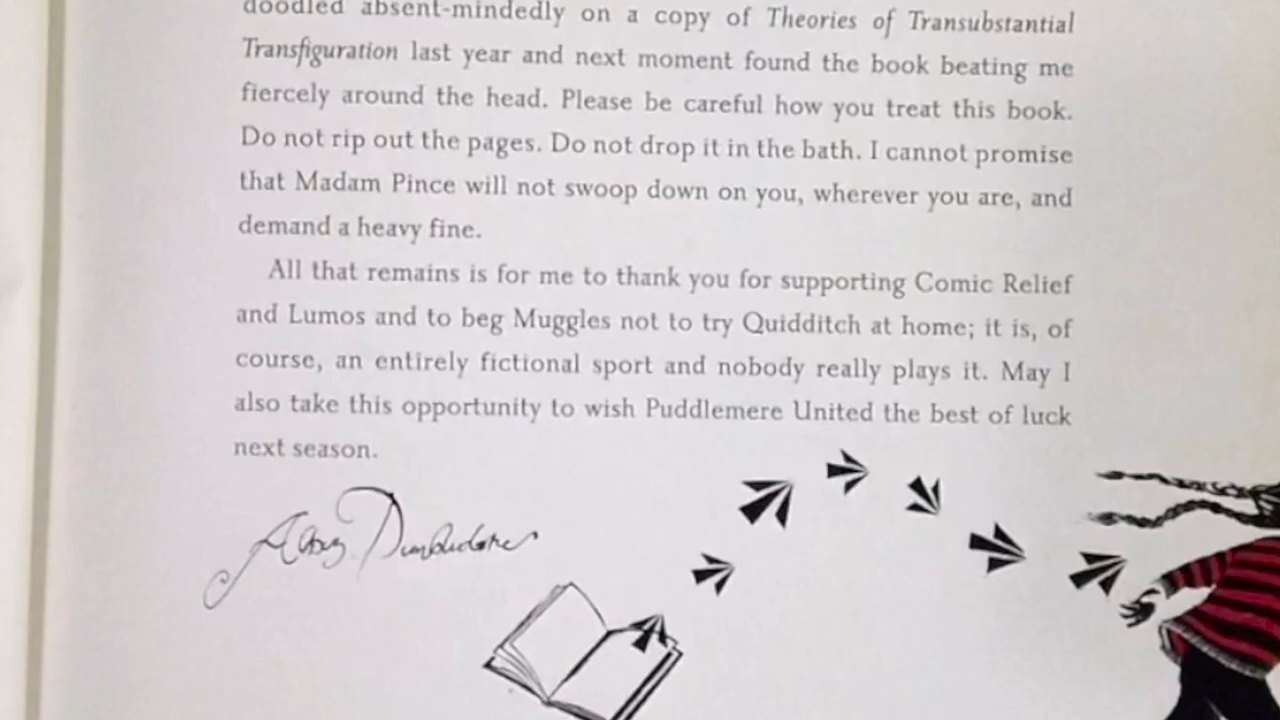 doodled absent-mindedly on a copy of Theories of Transubstantial
Transfiguration last year and next moment found the book beating me
fiercely around the head. Please be careful how you treat this book.
Do not rip out the pages. Do not drop it in the bath. I cannot promise
that Madam Pince will not swoop down on you, wherever you are, and
demand a heavy fine.
All that remains is for me to thank you for supporting Comic Relief
and Lumos and to beg Muggles not to try Quidditch at home; it is, of
course, an entirely fictional sport and nobody really plays it. May I
also take this opportunity to wish Puddlemere United the best of luck
next season.
Albus Dumbledore